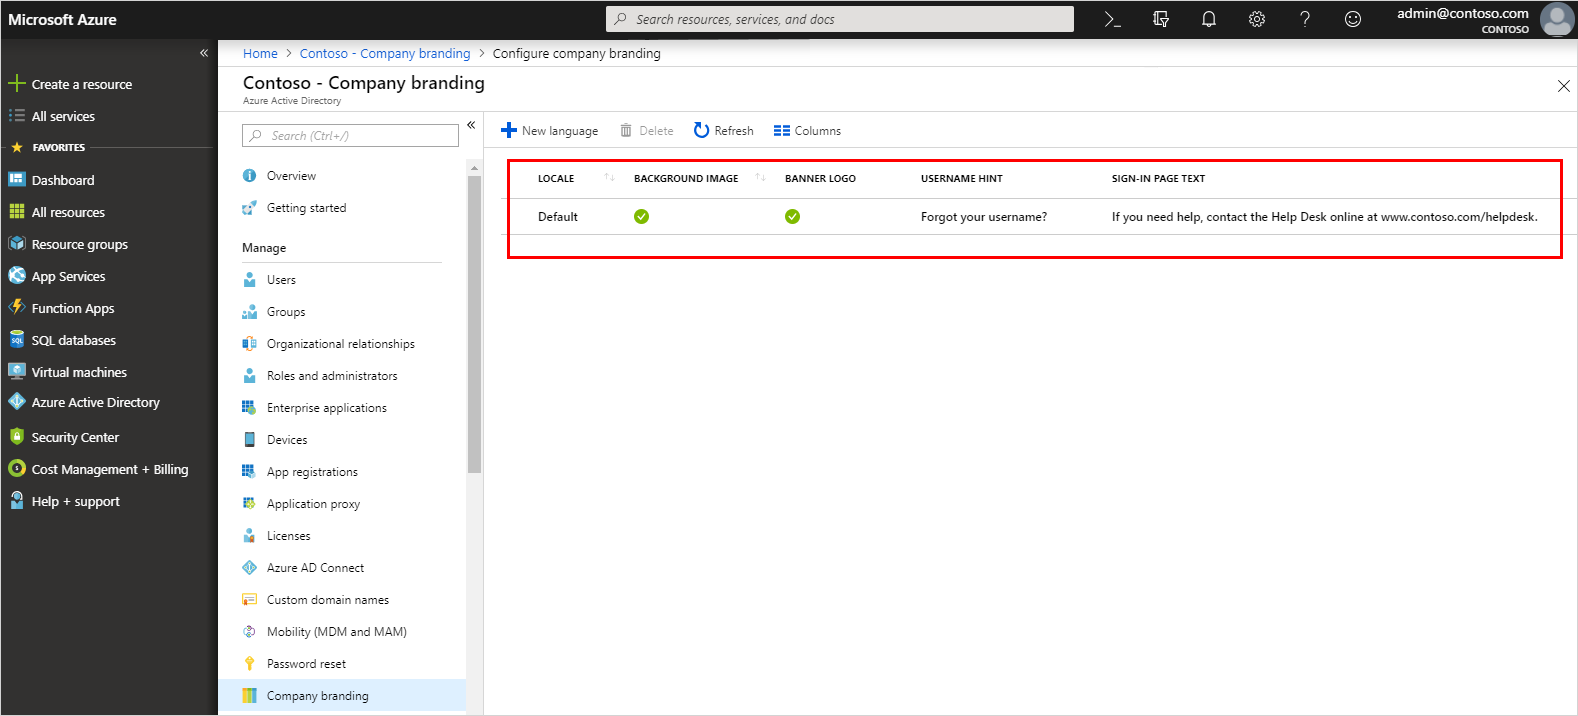 Microsoft Azure
Search resources, services, and docs
admin@contoso.com
CONTOSO
Create a resource
All services
FAVORITES
Dashboard
All resources
Resource groups
App Services
Function Apps
SQL databases
Virtual machines
Azure Active Directory
Security Center
Cost Management + Billing
Help + support
Home > Contoso - Company branding > Configure company branding
Contoso - Company branding
Azure Active Directory
Search (Ctrl+/)
Overview
Getting started
Manage
Users
Groups
Organizational relationships
Roles and administrators
Enterprise applications
Devices
App registrations
Application proxy
Licenses
Azure AD Connect
Custom domain names
Mobility (MDM and MAM)
Password reset
Company branding
New language Delete Refresh Columns
LOCALE BACKGROUND IMAGE BANNER LOGO USERNAME HINT SIGN-IN PAGE TEXT
Default Forgot your username? If you need help, contact the Help Desk online at www.contoso.com/helpdesk.